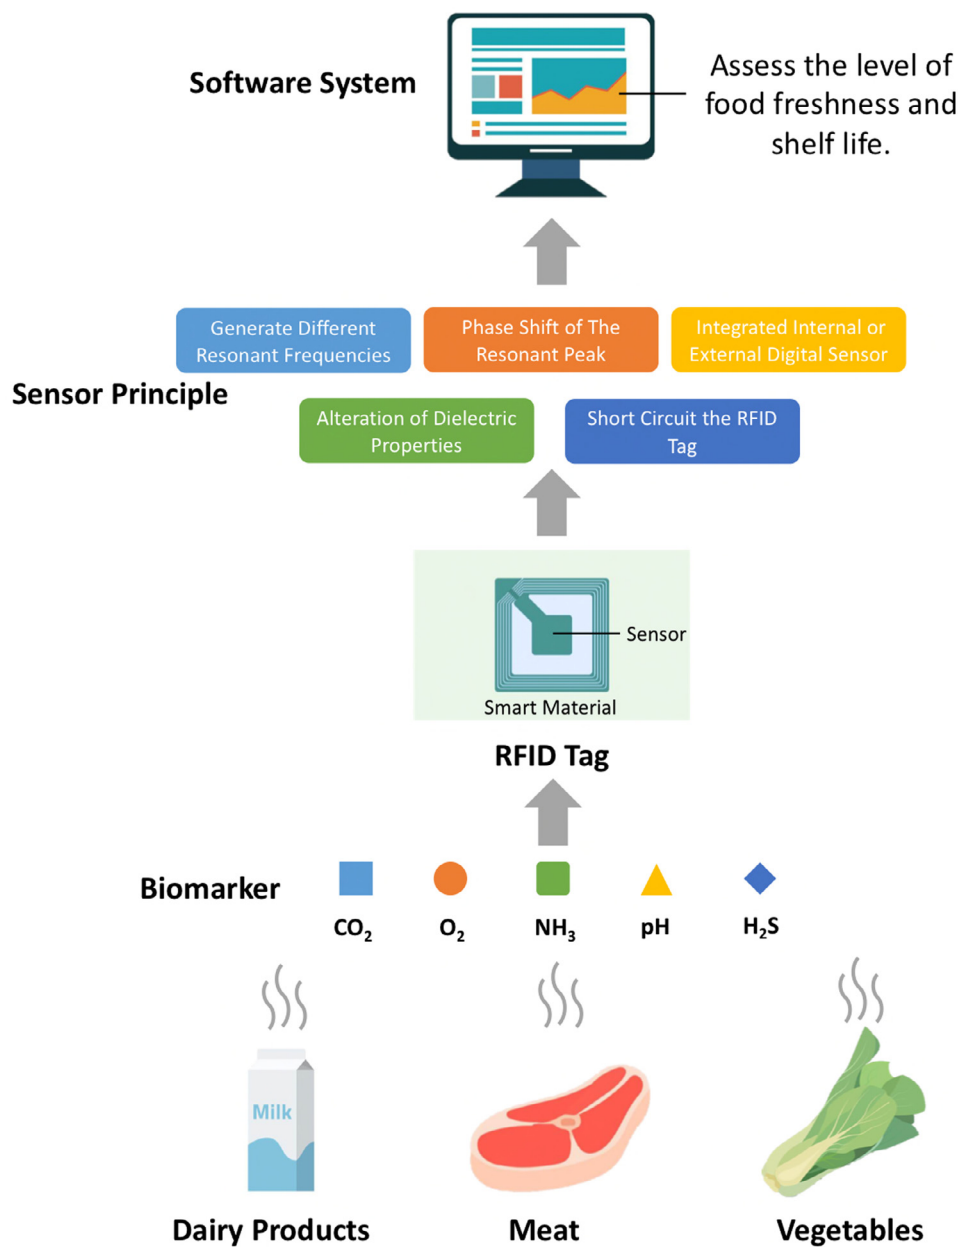 Software System
Assess the level of
food freshness and
shelf life.
Generate Different
Resonant Frequencies
Phase Shift of The
Resonant Peak
Integrated Internal or
External Digital Sensor
Sensor Principle
Alteration of Dielectric
Properties
Short Circuit the RFID
Tag
Sensor
Smart Material
RFID Tag
Biomarker
CO₂
O₂
NH₃
pH
H₂S
Milk
Dairy Products
Meat
Vegetables